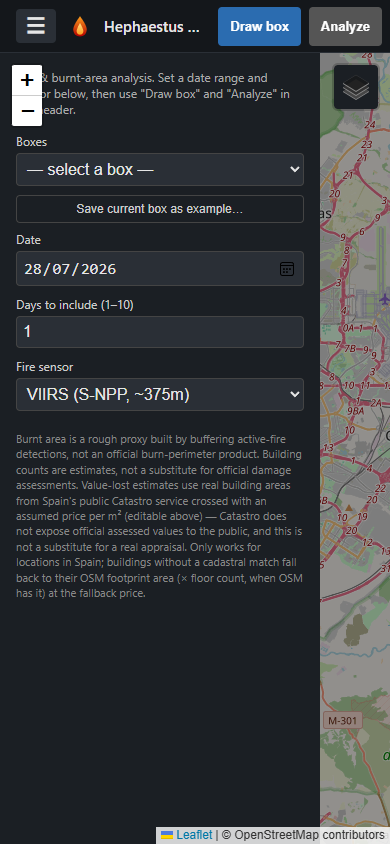 Hephaestus ...
Draw box
Analyze
+
−
& burnt-area analysis. Set a date range and
or below, then use "Draw box" and "Analyze" in
header.
Boxes
— select a box —
Save current box as example…
Date
28/07/2026
Days to include (1–10)
1
Fire sensor
VIIRS (S-NPP, ~375m)
Burnt area is a rough proxy built by buffering active-fire
detections, not an official burn-perimeter product. Building
counts are estimates, not a substitute for official damage
assessments. Value-lost estimates use real building areas
from Spain's public Catastro service crossed with an
assumed price per m² (editable above) — Catastro does
not expose official assessed values to the public, and this is
not a substitute for a real appraisal. Only works for
locations in Spain; buildings without a cadastral match fall
back to their OSM footprint area (× floor count, when OSM
has it) at the fallback price.
M-301
Leaflet | © OpenStreetMap contributors